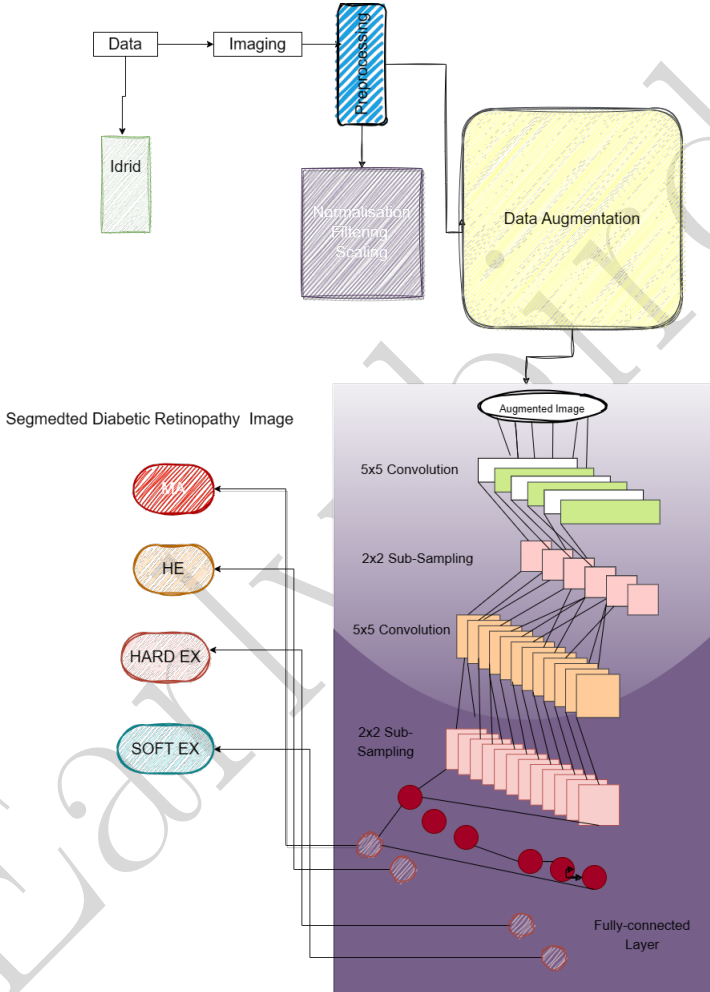 Data
Imaging
Preprocessing
Idrid
Normalisation
Filtering
Scaling
Data Augmentation
Segmedted Diabetic Retinopathy Image
Augmented Image
5x5 Convolution
MA
2x2 Sub-Sampling
HE
5x5 Convolution
HARD EX
2x2 Sub-
Sampling
SOFT EX
Fully-connected
Layer